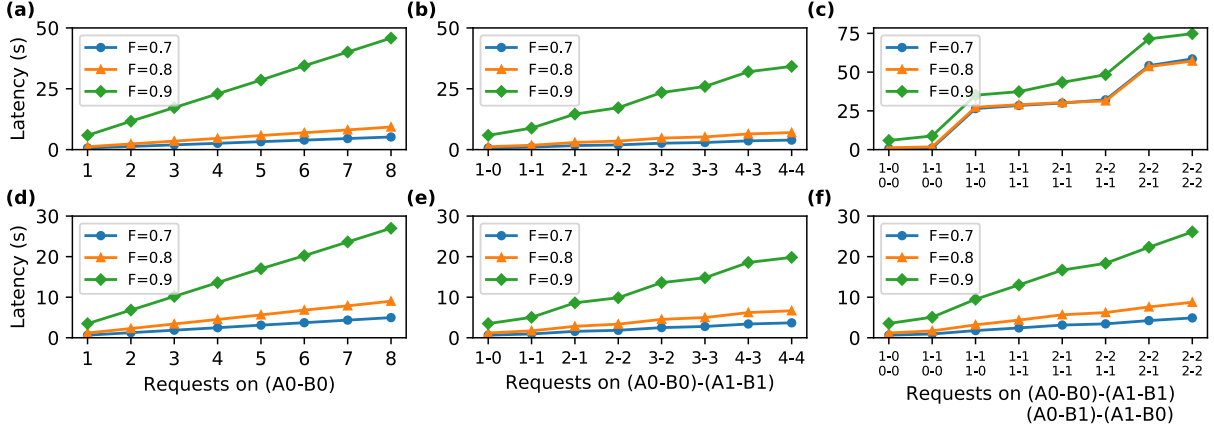 (a)
Latency (s)
50
25
0
F=0.7
F=0.8
F=0.9
1 2 3 4 5 6 7 8
(b)
50
25
0
F=0.7
F=0.8
F=0.9
1-0 1-1 2-1 2-2 3-2 3-3 4-3 4-4
(c)
75
50
25
0
F=0.7
F=0.8
F=0.9
1-0 1-1 1-1 1-1 2-1 2-2 2-2 2-2
0-0 0-0 1-0 1-1 1-1 1-1 2-1 2-2
(d)
Latency (s)
30
20
10
0
F=0.7
F=0.8
F=0.9
1 2 3 4 5 6 7 8
Requests on (A0-B0)
(e)
30
20
10
0
F=0.7
F=0.8
F=0.9
1-0 1-1 2-1 2-2 3-2 3-3 4-3 4-4
Requests on (A0-B0)-(A1-B1)
(f)
30
20
10
0
F=0.7
F=0.8
F=0.9
1-0 1-1 1-1 1-1 2-1 2-2 2-2 2-2
0-0 0-0 1-0 1-1 1-1 1-1 2-1 2-2
Requests on (A0-B0)-(A1-B1)
(A0-B1)-(A1-B0)